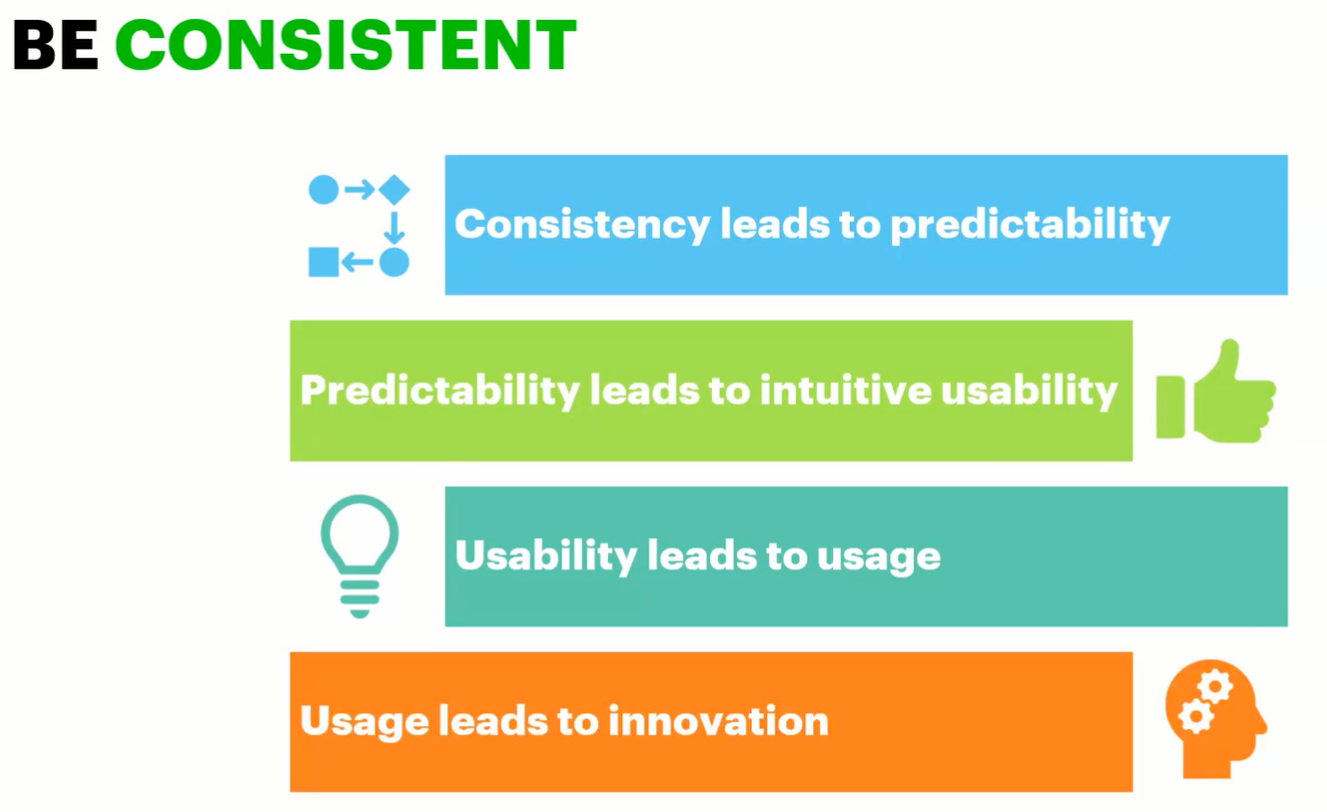 BE CONSISTENT
Consistency leads to predictability
Predictability leads to intuitive usability
Usability leads to usage
Usage leads to innovation